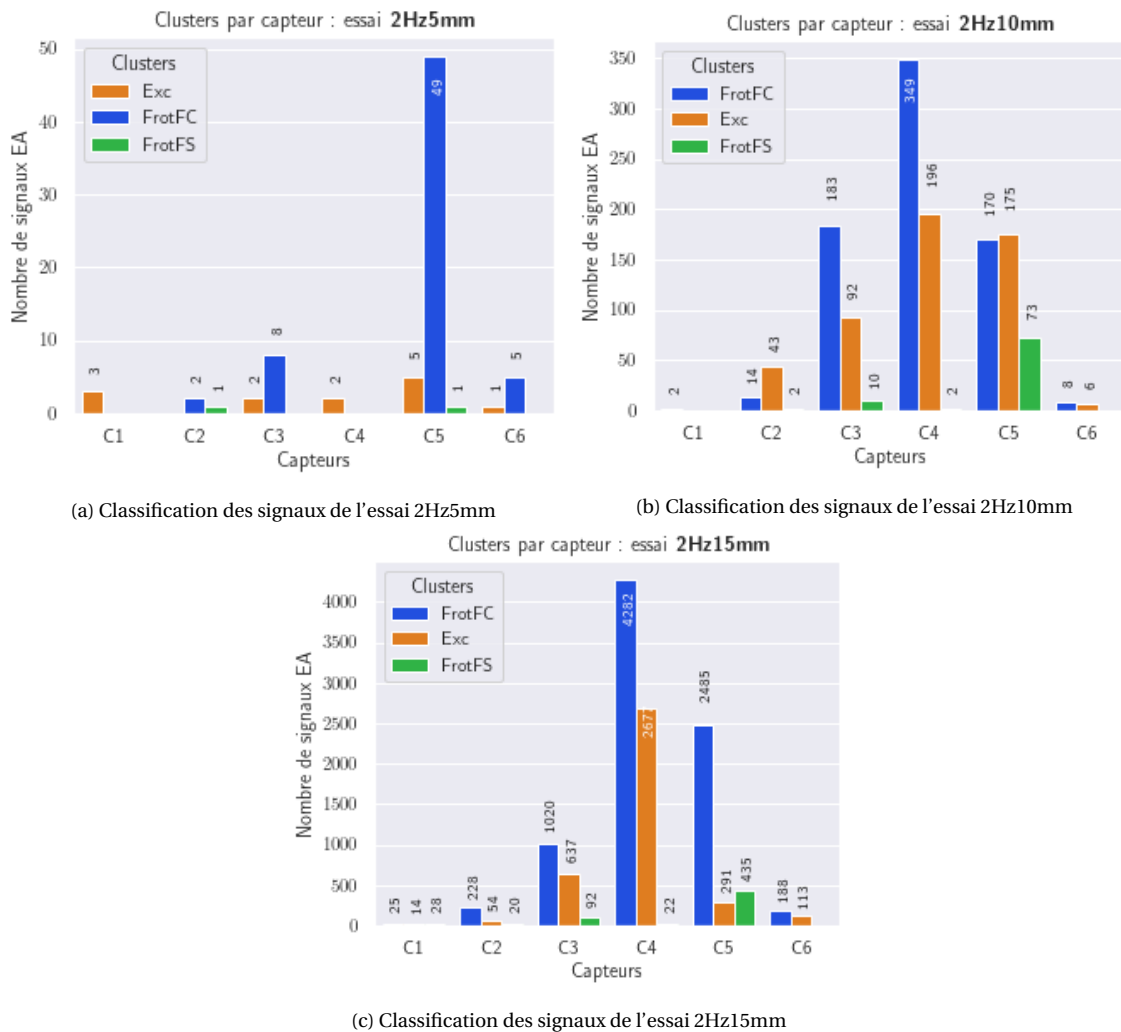 Clusters par capteur : essai 2Hz5mm
Clusters
Exc
FrotFC
FrotFS
Nombre de signaux EA
50
40
30
20
10
0
3
2
1
2
8
2
5
49
1
1
5
C1 C2 C3 C4 C5 C6
Capteurs
(a) Classification des signaux de l'essai 2Hz5mm
Clusters par capteur : essai 2Hz10mm
Clusters
FrotFC
Exc
FrotFS
Nombre de signaux EA
350
300
250
200
150
100
50
0
2
14
43
2
183
92
10
349
196
2
170
175
73
8
6
C1 C2 C3 C4 C5 C6
Capteurs
(b) Classification des signaux de l'essai 2Hz10mm
Clusters par capteur : essai 2Hz15mm
Clusters
FrotFC
Exc
FrotFS
Nombre de signaux EA
4000
3500
3000
2500
2000
1500
1000
500
0
25
14
28
228
54
20
1020
637
92
4282
22
2485
291
435
188
113
C1 C2 C3 C4 C5 C6
Capteurs
(c) Classification des signaux de l'essai 2Hz15mm